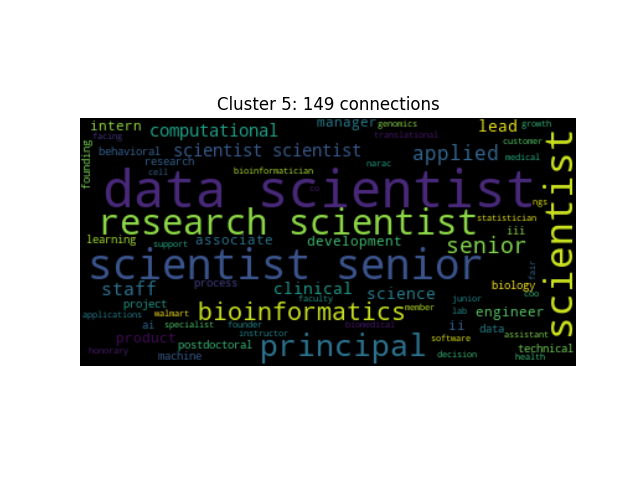 Cluster 5: 149 connections
intern computational manager genomics lead growth
facing translational customer
founding behavioral scientist scientist applied medical
research narac
cell bioinformatician
data scientist co ngs
research scientist statistician
learning support associate development senior iii
scientist senior scientist
staff process clinical science biology fair
project faculty junior coo
applications walmart bioinformatics member lab engineer
ai specialist founder biomedical ii data assistant
product instructor software
honorary postdoctoral principal decision technical
machine health